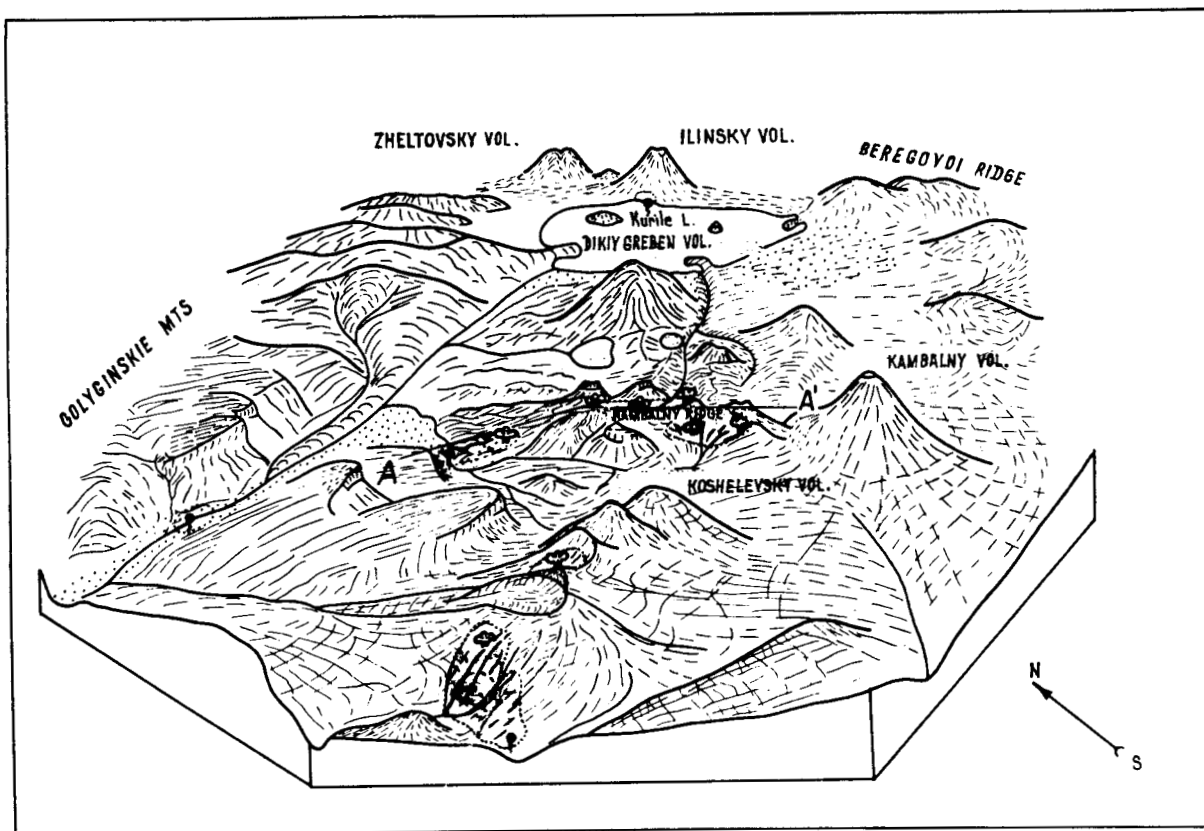 ZHELTOVSKY VOL.
ILINSKY VOL.
BEREGOVOI RIDGE
Kurile L.
DIKIY GREBEN VOL.
GOLYGINSKIE MTS
KAMBALNY VOL.
A'
KAMBALNY RIDGE
A
KOSHELEVSKY VOL.
N
S